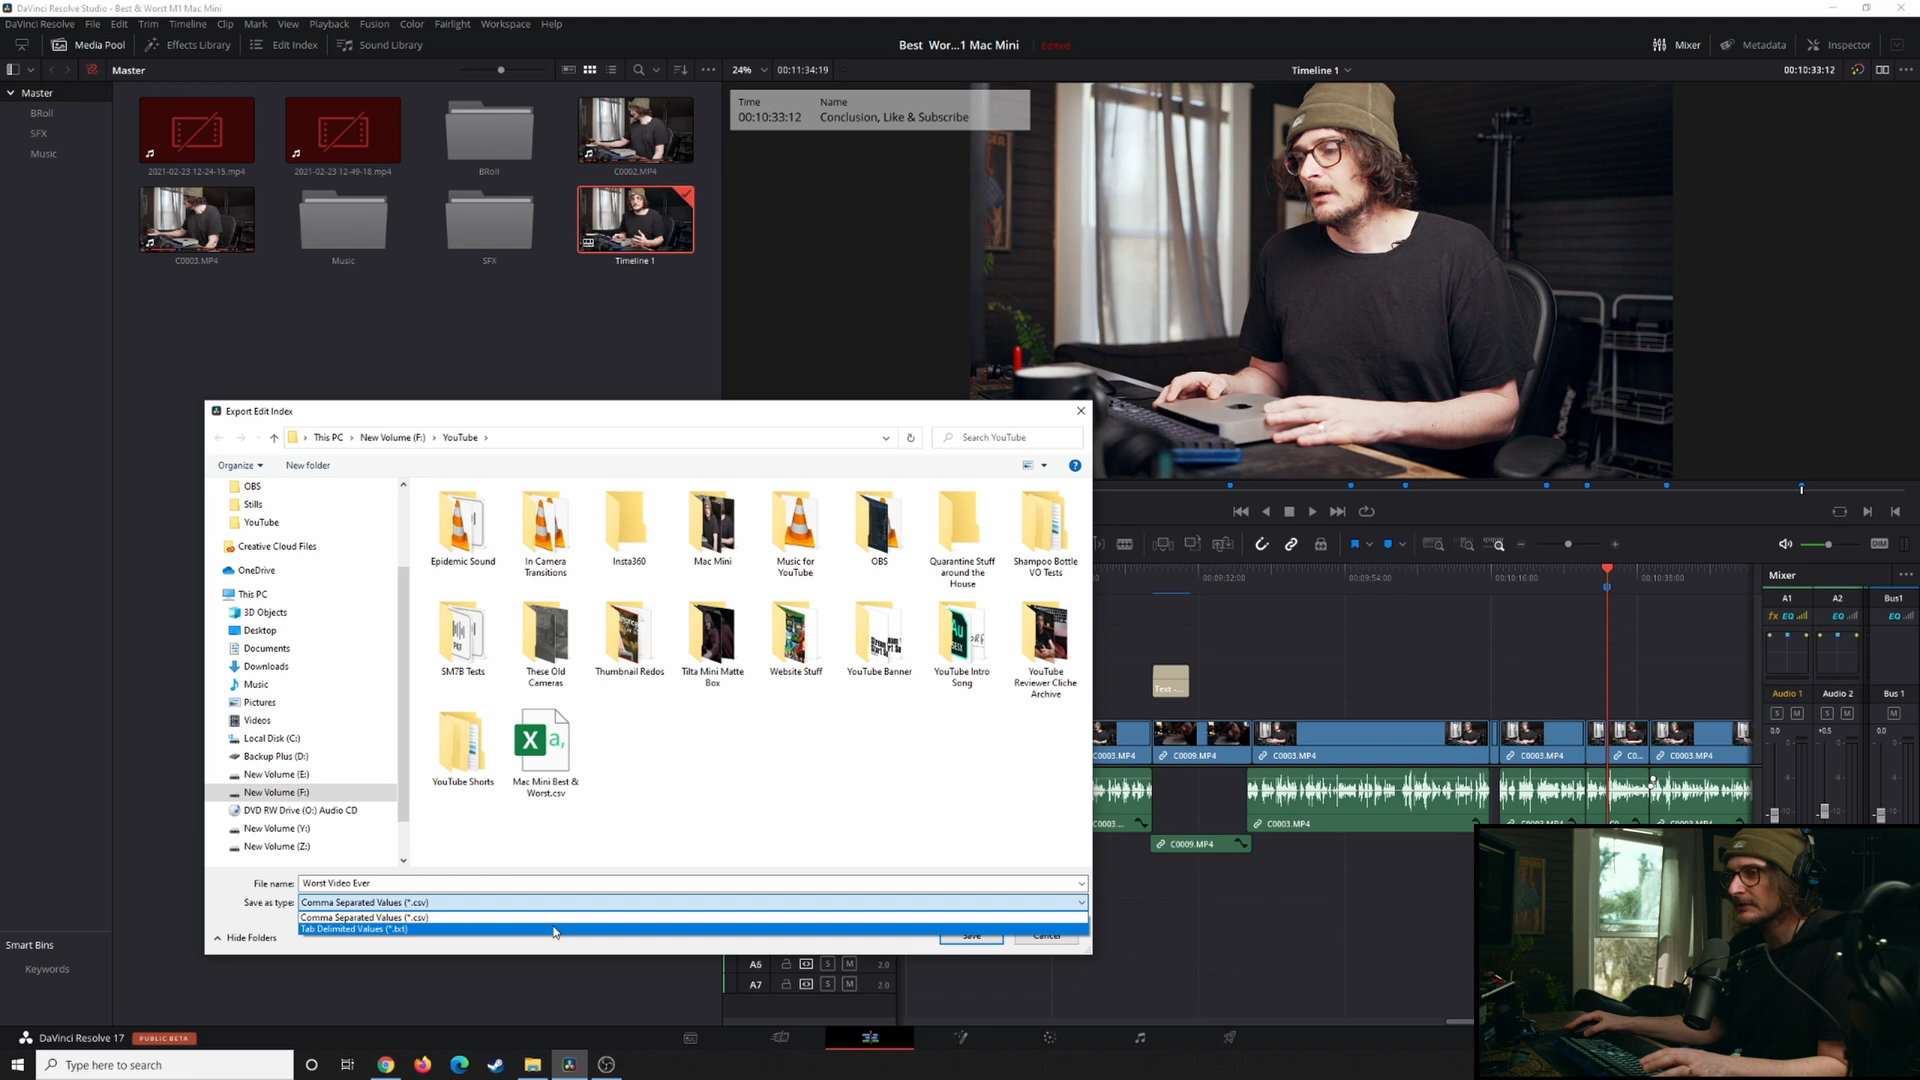 DaVinci Resolve Studio - Best & Worst M1 Mac Mini
DaVinci Resolve File Edit Trim Timeline Clip Mark View Playback Fusion Color Fairlight Workspace Help
Media Pool Effects Library Edit Index Sound Library
Best Wor...1 Mac Mini Edited
Mixer Metadata Inspector
Master
24% 00:11:34:19
Timeline 1
00:10:33:12
Master
BRoll
SFX
Music
2021-02-23 12-24-15.mp4
2021-02-23 12-49-18.mp4
BRoll
C0002.MP4
C0003.MP4
Music
SFX
Timeline 1
Time Name
00:10:33:12 Conclusion, Like & Subscribe
Export Edit Index
This PC > New Volume (F:) > YouTube >
Search YouTube
Organize New folder
OBS
Stills
YouTube
Creative Cloud Files
OneDrive
This PC
3D Objects
Desktop
Documents
Downloads
Music
Pictures
Videos
Local Disk (C:)
Backup Plus (D:)
New Volume (E:)
New Volume (F:)
DVD RW Drive (O:) Audio CD
New Volume (Y:)
New Volume (Z:)
Epidemic Sound
In Camera
Transitions
Insta360
Mac Mini
Music for
YouTube
OBS
Quarantine Stuff
around the
House
Shampoo Bottle
VO Tests
SM7B Tests
These Old
Cameras
Thumbnail Redos
Tilta Mini Matte
Box
Website Stuff
YouTube Banner
YouTube Intro
Song
YouTube
Reviewer Cliche
Archive
YouTube Shorts
Mac Mini Best &
Worst.csv
File name: Worst Video Ever
Save as type: Comma Separated Values (*.csv)
Comma Separated Values (*.csv)
Tab Delimited Values (*.txt)
Hide Folders
Save
Cancel
DIM
00:09:32:00
00:09:54:00
00:10:16:00
00:10:38:00
Text -...
C0003.MP4
C0009.MP4
C0003.MP4
C0003.MP4
C0...
C0003.MP4
C0003....
C0003.MP4
C0003.MP4
C0003.MP4
C0009.MP4
Mixer
A1 A2 Bus1
fx EQ EQ EQ
Audio 1 Audio 2 Bus 1
S M S M M
0.0 +0.5 0.0
A6 S M 2.0
A7 S M 2.0
Smart Bins
Keywords
DaVinci Resolve 17 PUBLIC BETA
Type here to search